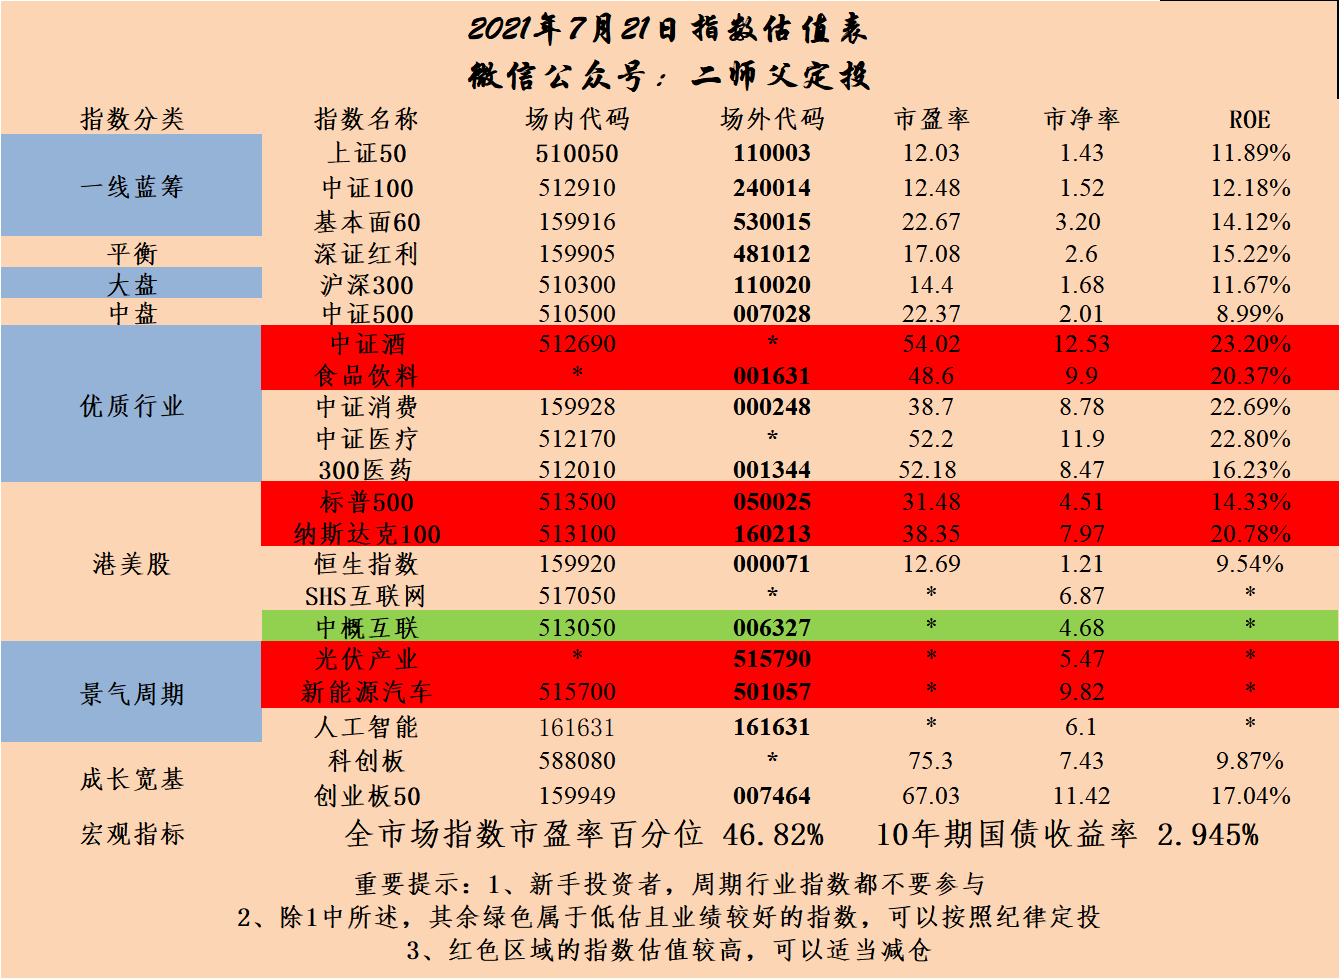 2021年7月21日指数估值表
微信公众号：二师父定投
指数分类 指数名称 场内代码 场外代码 市盈率 市净率 ROE
一线蓝筹 上证50 510050 110003 12.03 1.43 11.89%
中证100 512910 240014 12.48 1.52 12.18%
基本面60 159916 530015 22.67 3.20 14.12%
平衡 深证红利 159905 481012 17.08 2.6 15.22%
大盘 沪深300 510300 110020 14.4 1.68 11.67%
中盘 中证500 510500 007028 22.37 2.01 8.99%
优质行业 中证酒 512690 * 54.02 12.53 23.20%
食品饮料 * 001631 48.6 9.9 20.37%
中证消费 159928 000248 38.7 8.78 22.69%
中证医疗 512170 * 52.2 11.9 22.80%
300医药 512010 001344 52.18 8.47 16.23%
港美股 标普500 513500 050025 31.48 4.51 14.33%
纳斯达克100 513100 160213 38.35 7.97 20.78%
恒生指数 159920 000071 12.69 1.21 9.54%
SHS互联网 517050 * * 6.87 *
中概互联 513050 006327 * 4.68 *
景气周期 光伏产业 * 515790 * 5.47 *
新能源汽车 515700 501057 * 9.82 *
人工智能 161631 161631 * 6.1 *
成长宽基 科创板 588080 * 75.3 7.43 9.87%
创业板50 159949 007464 67.03 11.42 17.04%
宏观指标 全市场指数市盈率百分位 46.82% 10年期国债收益率 2.945%
重要提示：1、新手投资者，周期行业指数都不要参与
2、除1中所述，其余绿色属于低估且业绩较好的指数，可以按照纪律定投
3、红色区域的指数估值较高，可以适当减仓